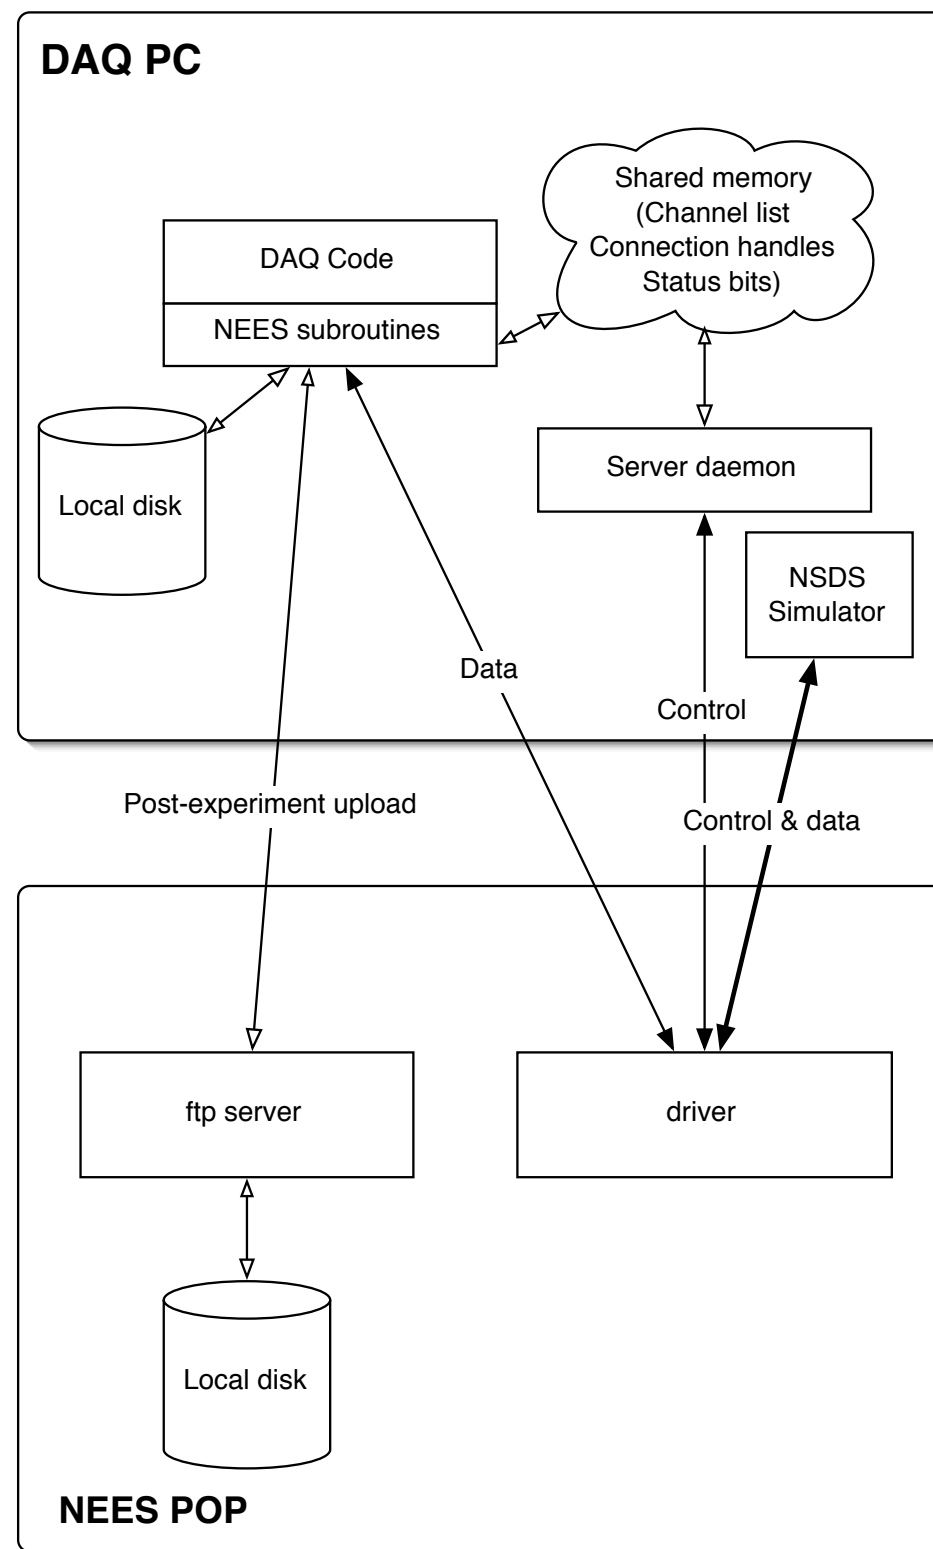 DAQ PC
Shared memory
(Channel list
Connection handles
Status bits)
DAQ Code
NEES subroutines
Server daemon
Local disk
NSDS
Simulator
Data
Control
Post-experiment upload
Control & data
ftp server
driver
Local disk
NEES POP